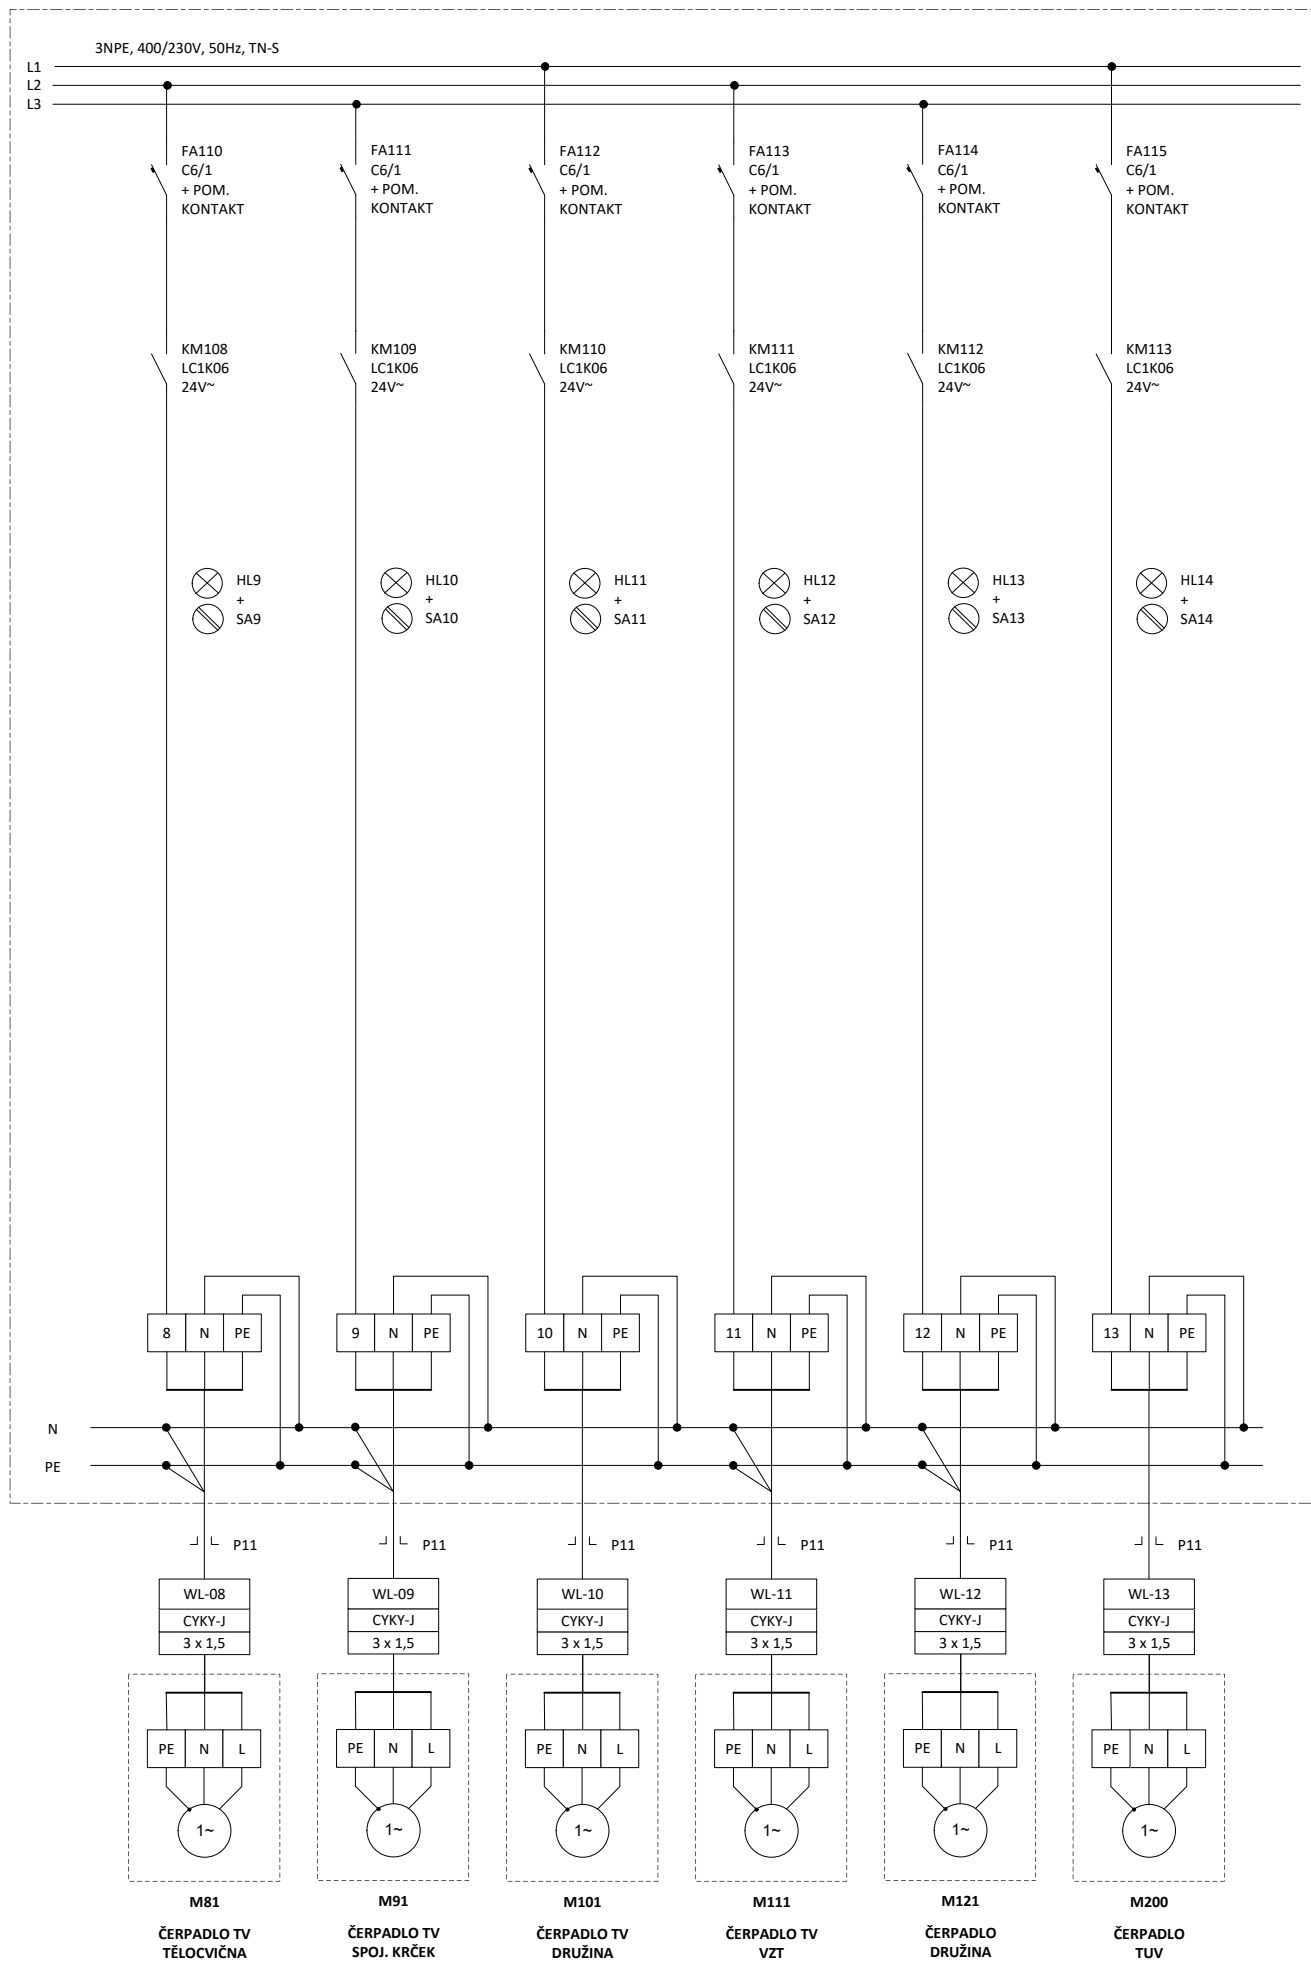 3NPE, 400/230V, 50Hz, TN-S
L1
L2
L3
FA110
C6/1
+ POM.
KONTAKT
FA111
C6/1
+ POM.
KONTAKT
FA112
C6/1
+ POM.
KONTAKT
FA113
C6/1
+ POM.
KONTAKT
FA114
C6/1
+ POM.
KONTAKT
FA115
C6/1
+ POM.
KONTAKT
KM108
LC1K06
24V~
KM109
LC1K06
24V~
KM110
LC1K06
24V~
KM111
LC1K06
24V~
KM112
LC1K06
24V~
KM113
LC1K06
24V~
HL9
+
SA9
HL10
+
SA10
HL11
+
SA11
HL12
+
SA12
HL13
+
SA13
HL14
+
SA14
8 N PE
9 N PE
10 N PE
11 N PE
12 N PE
13 N PE
N
PE
P11
P11
P11
P11
P11
P11
WL-08
CYKY-J
3 x 1,5
WL-09
CYKY-J
3 x 1,5
WL-10
CYKY-J
3 x 1,5
WL-11
CYKY-J
3 x 1,5
WL-12
CYKY-J
3 x 1,5
WL-13
CYKY-J
3 x 1,5
PE N L
PE N L
PE N L
PE N L
PE N L
PE N L
1~
1~
1~
1~
1~
1~
M81
ČERPADLO TV
TĚLOCVIČNA
M91
ČERPADLO TV
SPOJ. KRČEK
M101
ČERPADLO TV
DRUŽINA
M111
ČERPADLO TV
VZT
M121
ČERPADLO
DRUŽINA
M200
ČERPADLO
TUV